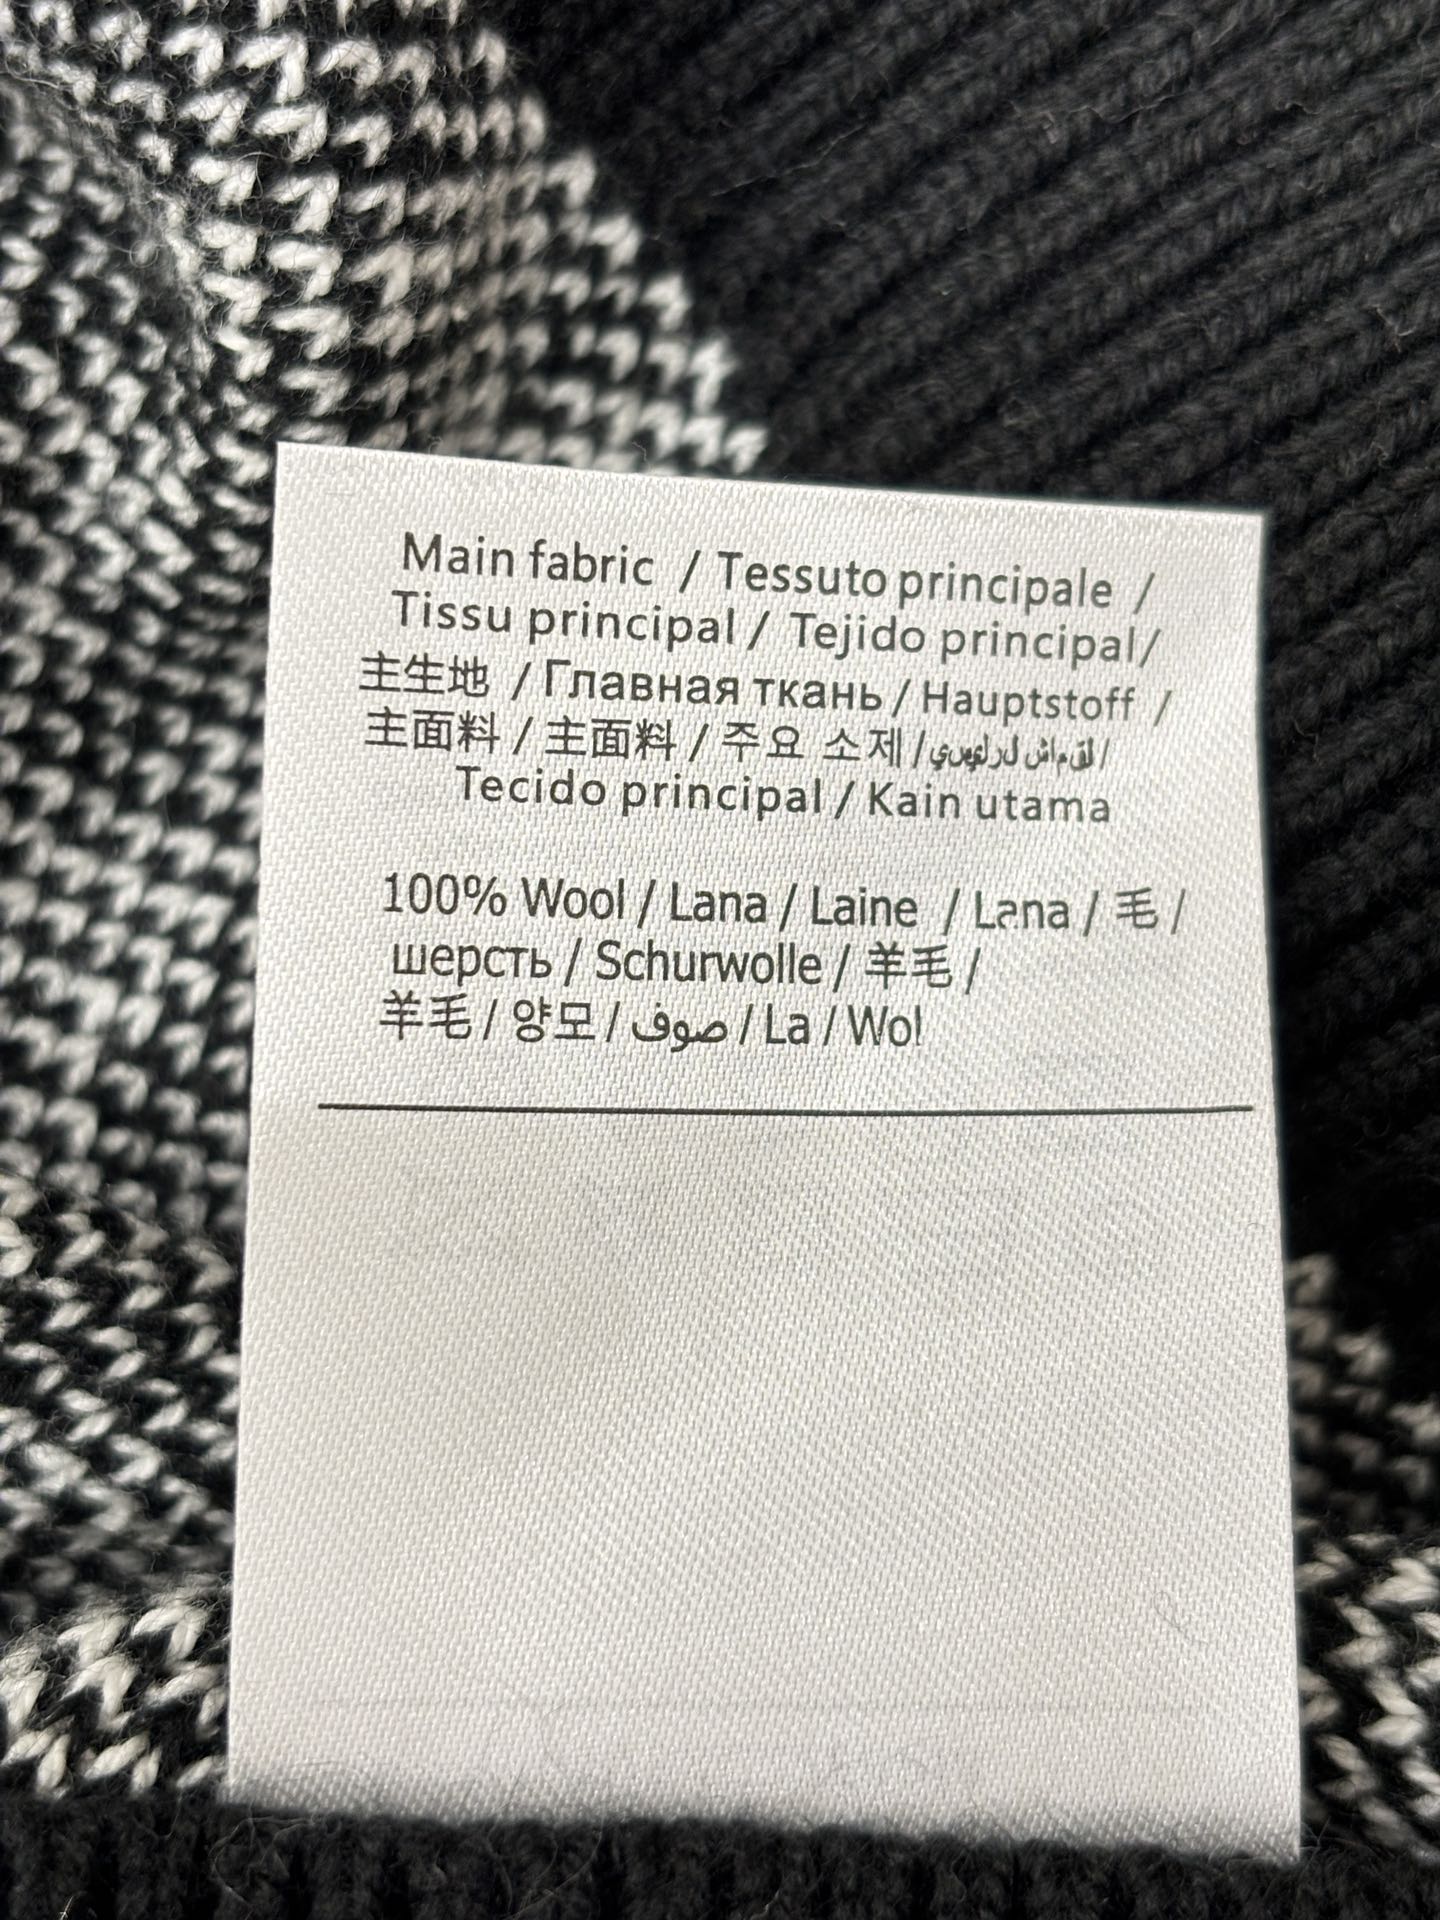 Main fabric / Tessuto principale /
Tissu principal / Tejido principal/
主生地 / Главная ткань / Hauptstoff /
主面料 / 主面料 / 주요 소제 /
Tecido principal / Kain utama
100% Wool / Lana / Laine / Lana / 毛 /
шерсть / Schurwolle / 羊毛 /
羊毛 / 양모 / صوف / La / Wol